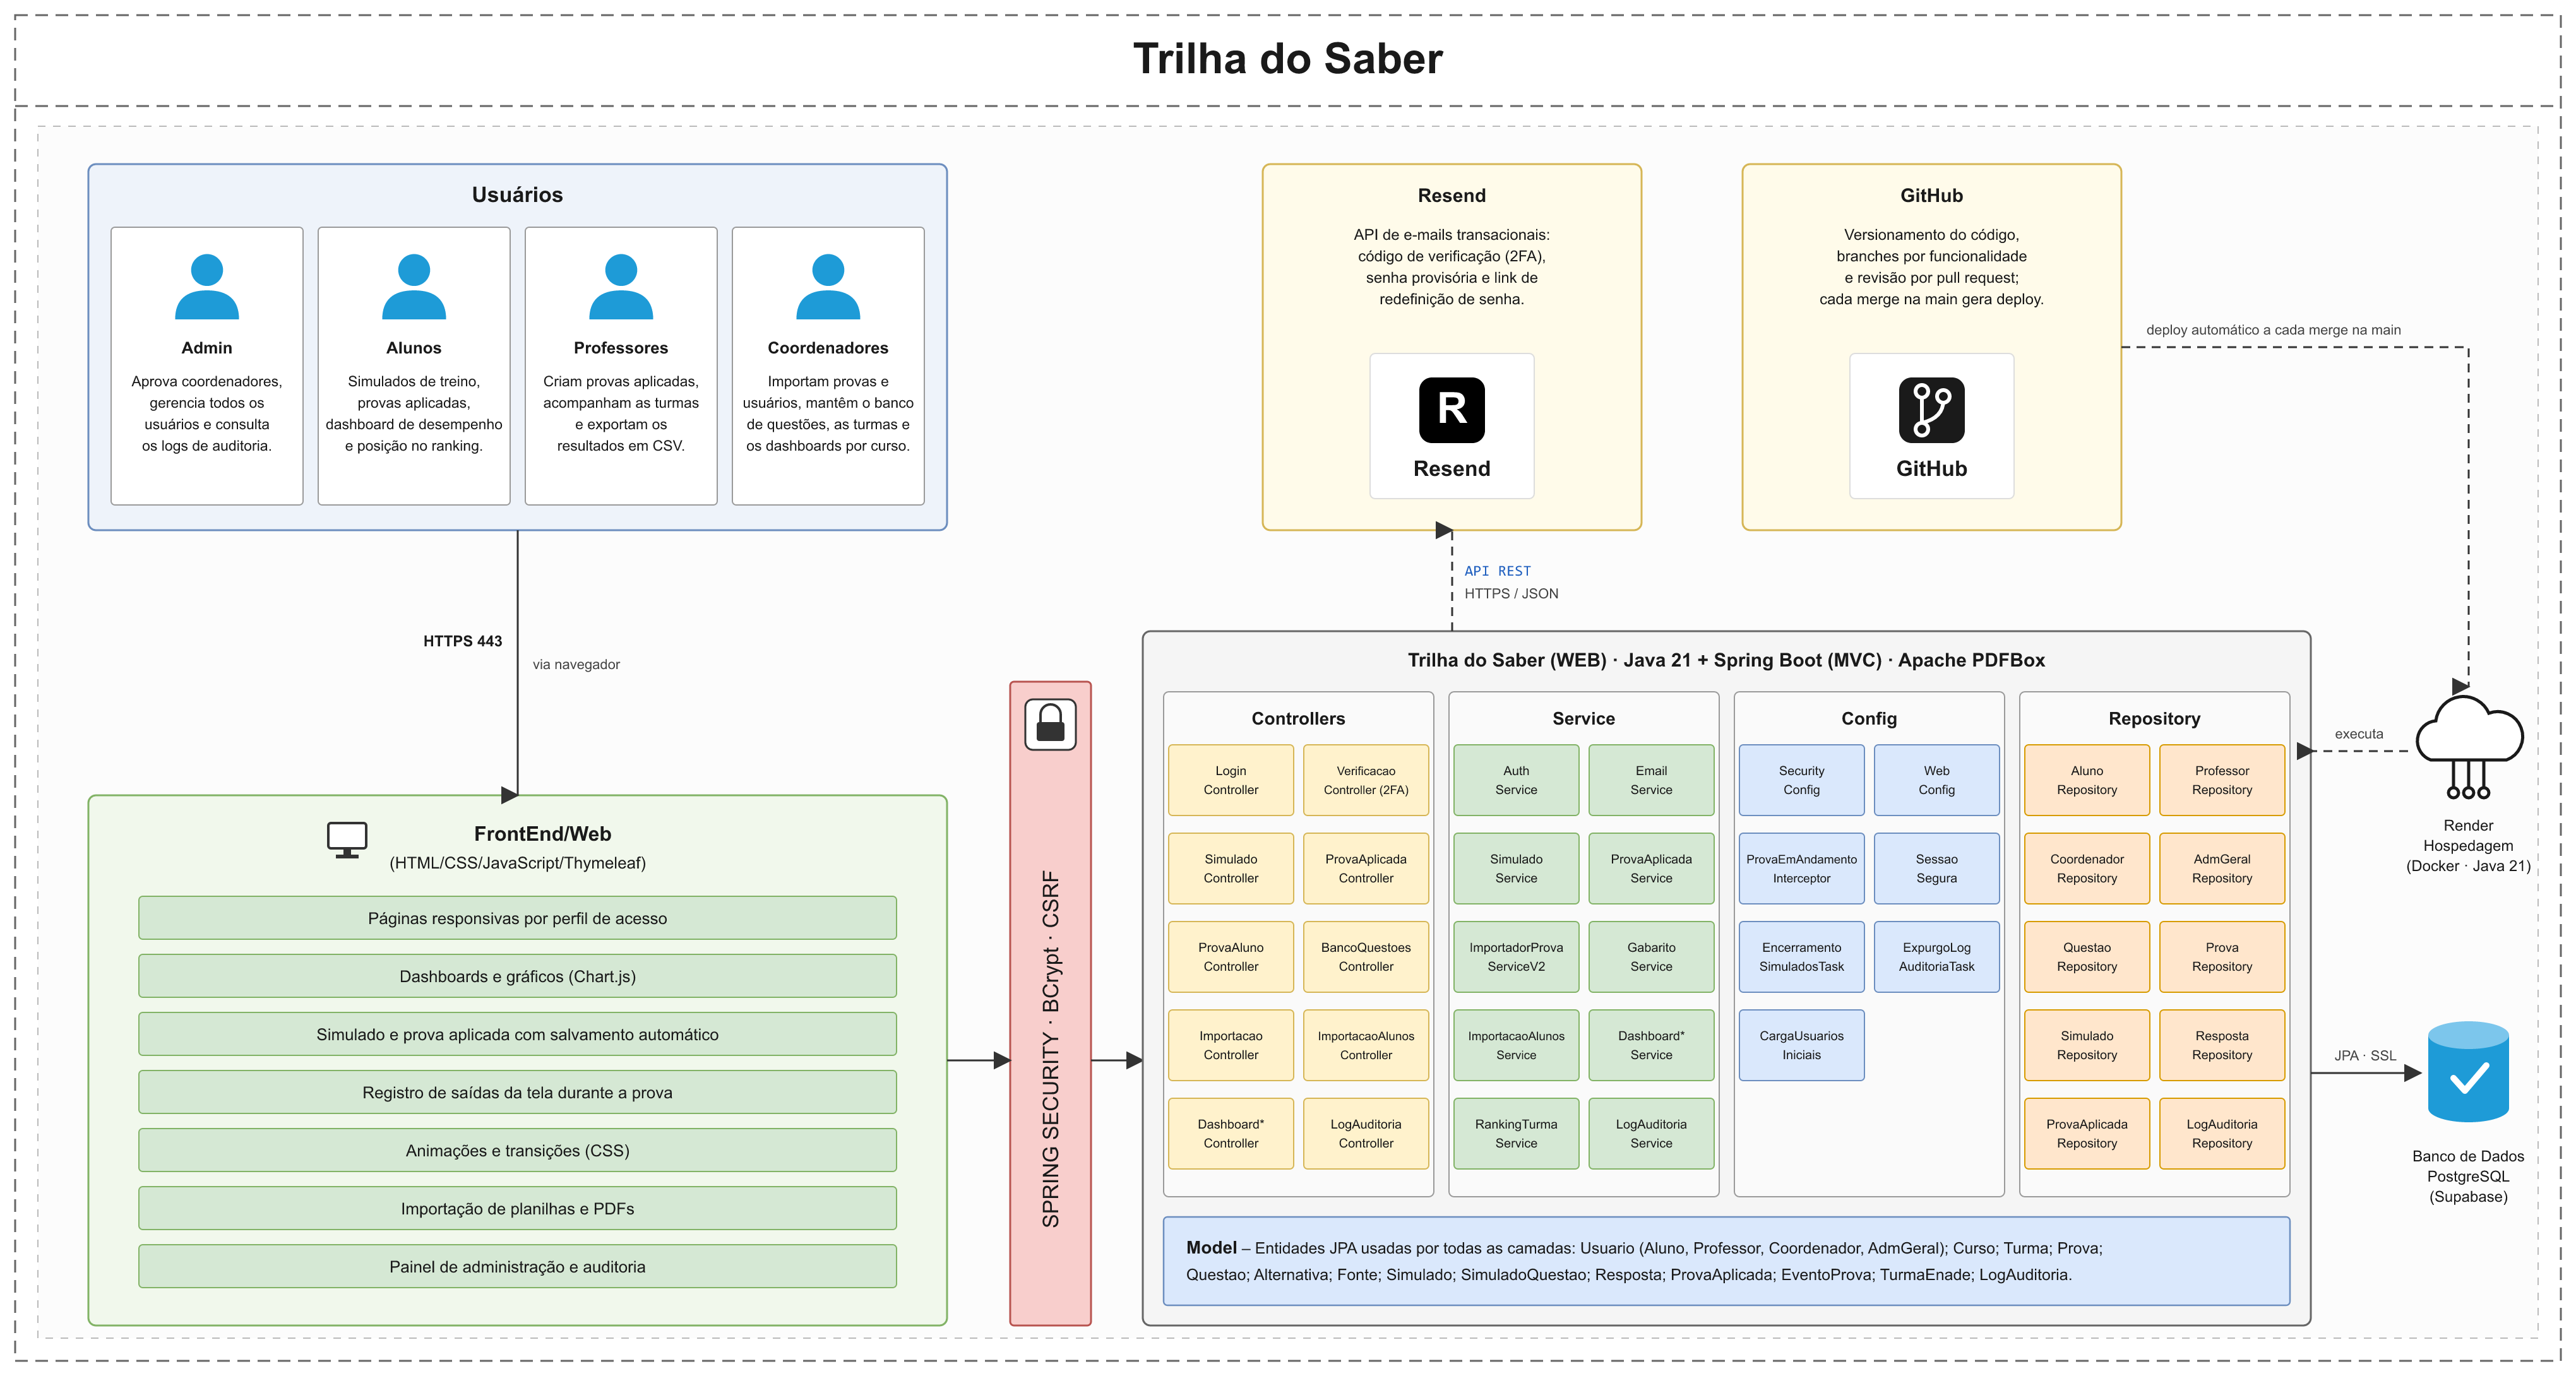 Trilha do Saber
Usuários
Admin
Aprova coordenadores,
gerencia todos os
usuários e consulta
os logs de auditoria.
Alunos
Simulados de treino,
provas aplicadas,
dashboard de desempenho
e posição no ranking.
Professores
Criam provas aplicadas,
acompanham as turmas
e exportam os
resultados em CSV.
Coordenadores
Importam provas e
usuários, mantêm o banco
de questões, as turmas e
os dashboards por curso.
Resend
API de e-mails transacionais:
código de verificação (2FA),
senha provisória e link de
redefinição de senha.
R
Resend
GitHub
Versionamento do código,
branches por funcionalidade
e revisão por pull request;
cada merge na main gera deploy.
GitHub
deploy automático a cada merge na main
HTTPS 443
via navegador
API REST
HTTPS / JSON
FrontEnd/Web
(HTML/CSS/JavaScript/Thymeleaf)
Páginas responsivas por perfil de acesso
Dashboards e gráficos (Chart.js)
Simulado e prova aplicada com salvamento automático
Registro de saídas da tela durante a prova
Animações e transições (CSS)
Importação de planilhas e PDFs
Painel de administração e auditoria
SPRING SECURITY · BCrypt · CSRF
Trilha do Saber (WEB) · Java 21 + Spring Boot (MVC) · Apache PDFBox
Controllers
Login
Controller
Verificacao
Controller (2FA)
Simulado
Controller
ProvaAplicada
Controller
ProvaAluno
Controller
BancoQuestoes
Controller
Importacao
Controller
ImportacaoAlunos
Controller
Dashboard*
Controller
LogAuditoria
Controller
Service
Auth
Service
Email
Service
Simulado
Service
ProvaAplicada
Service
ImportadorProva
ServiceV2
Gabarito
Service
ImportacaoAlunos
Service
Dashboard*
Service
RankingTurma
Service
LogAuditoria
Service
Config
Security
Config
Web
Config
ProvaEmAndamento
Interceptor
Sessao
Segura
Encerramento
SimuladosTask
ExpurgoLog
AuditoriaTask
CargaUsuarios
Iniciais
Repository
Aluno
Repository
Professor
Repository
Coordenador
Repository
AdmGeral
Repository
Questao
Repository
Prova
Repository
Simulado
Repository
Resposta
Repository
ProvaAplicada
Repository
LogAuditoria
Repository
Model – Entidades JPA usadas por todas as camadas: Usuario (Aluno, Professor, Coordenador, AdmGeral); Curso; Turma; Prova;
Questao; Alternativa; Fonte; Simulado; SimuladoQuestao; Resposta; ProvaAplicada; EventoProva; TurmaEnade; LogAuditoria.
executa
Render
Hospedagem
(Docker · Java 21)
JPA · SSL
Banco de Dados
PostgreSQL
(Supabase)